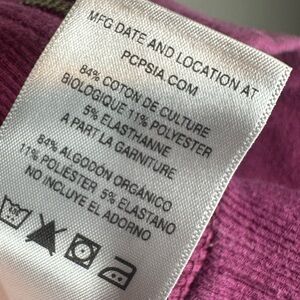 MFG DATE AND LOCATION AT
PCPSIA.COM
84% COTON DE CULTURE
BIOLOGIQUE 11% POLYESTER
5% ELASTHANNE
A PART LA GARNITURE
84% ALGODÓN ORGÁNICO
11% POLIESTER 5% ELASTANO
NO INCLUYE EL ADORNO